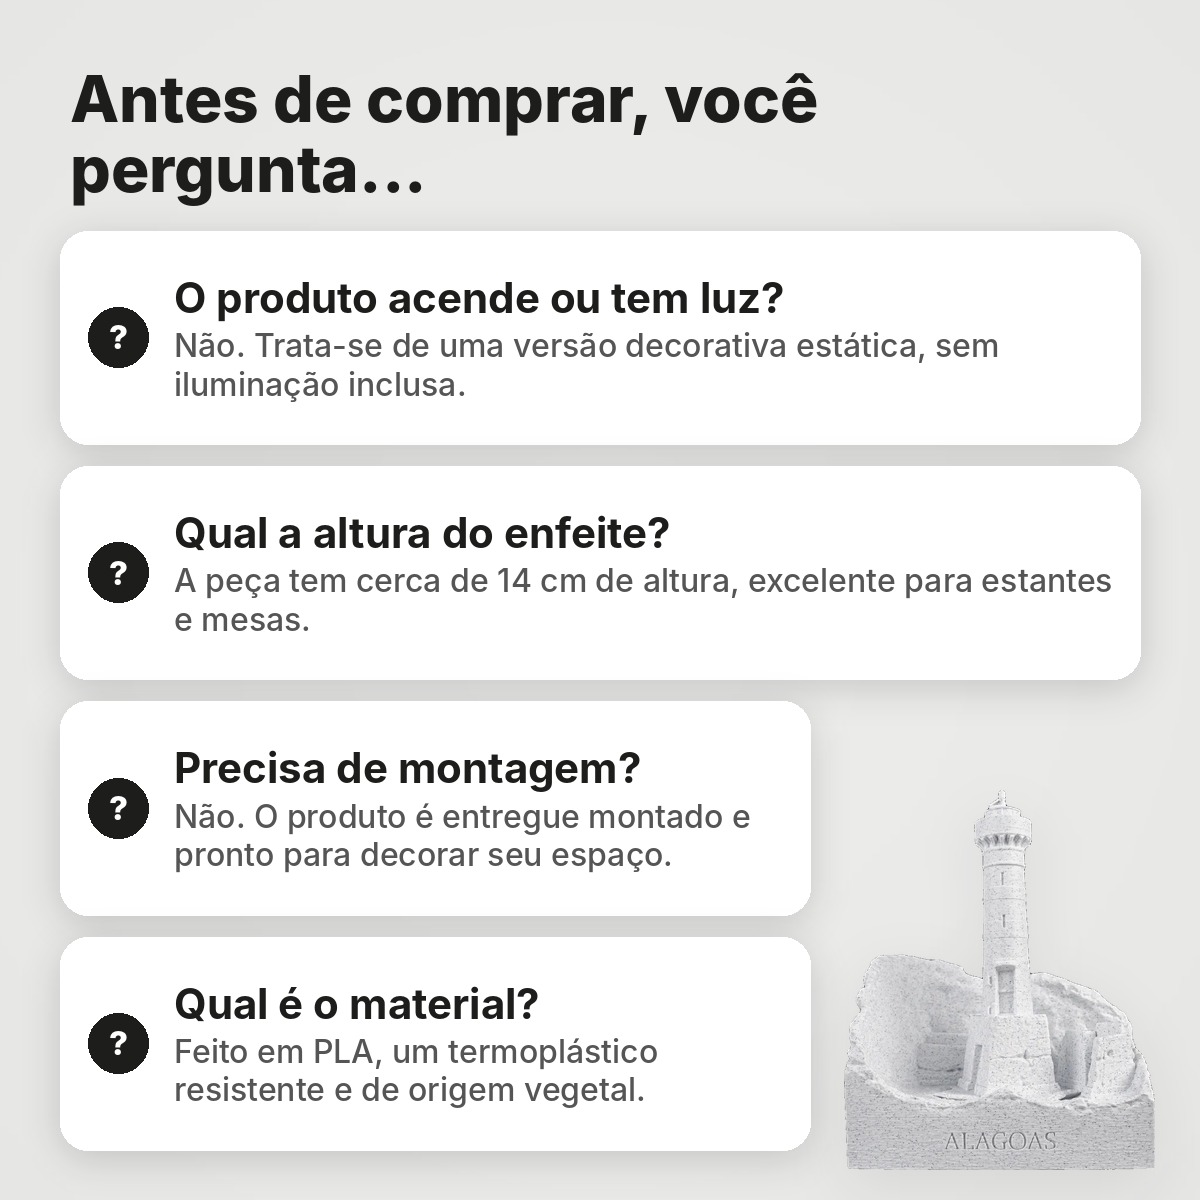 Antes de comprar, você
pergunta...
?
O produto acende ou tem luz?
Não. Trata-se de uma versão decorativa estática, sem
iluminação inclusa.
?
Qual a altura do enfeite?
A peça tem cerca de 14 cm de altura, excelente para estantes
e mesas.
?
Precisa de montagem?
Não. O produto é entregue montado e
pronto para decorar seu espaço.
?
Qual é o material?
Feito em PLA, um termoplástico
resistente e de origem vegetal.
ALAGOAS